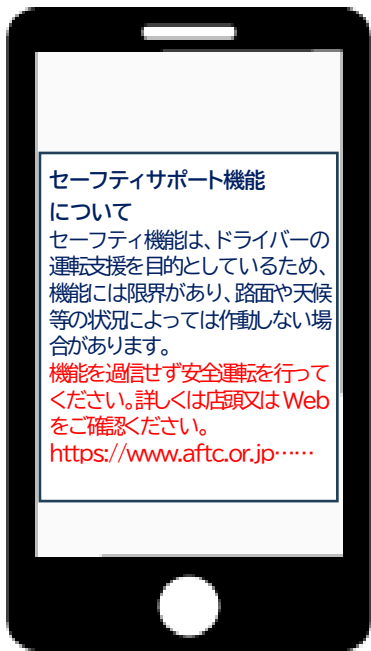 セーフティサポート機能
について
セーフティ機能は、ドライバーの
運転支援を目的としているため、
機能には限界があり、路面や天候
等の状況によっては作動しない場
合があります。
機能を過信せず安全運転を行って
ください。詳しくは店頭又は Web
をご確認ください。
https://www.aftc.or.jp……